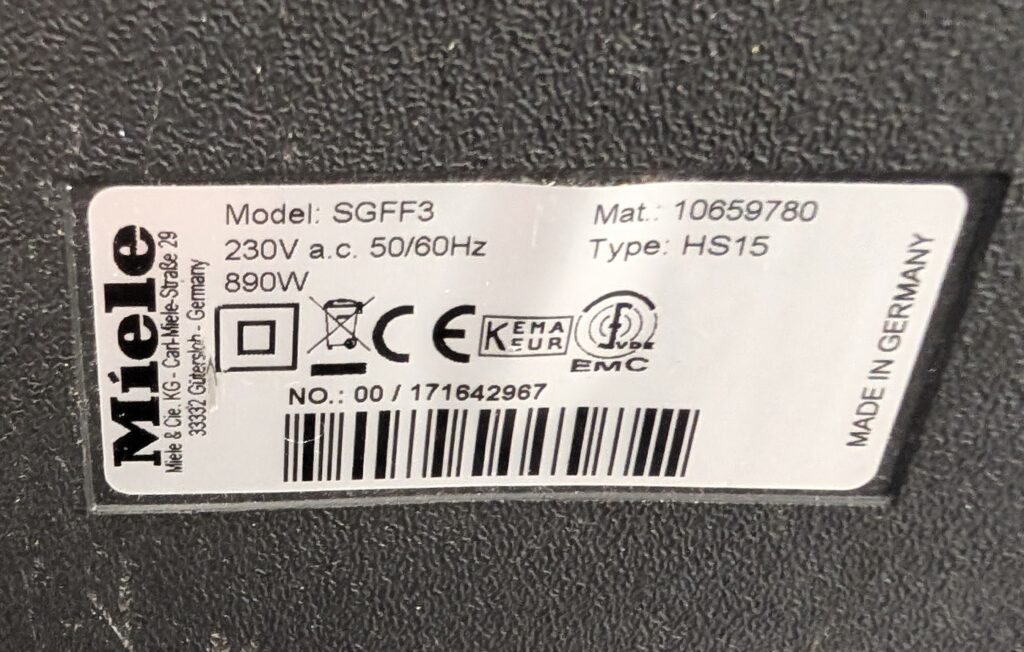 Miele
Miele & Cie. KG - Carl-Miele-Straße 29
33332 Gütersloh - Germany
Model: SGFF3
Mat.: 10659780
230V a.c. 50/60Hz
Type: HS15
890W
CE
KEMA
KEUR
VDE
EMC
NO.: 00 / 171642967
MADE IN GERMANY